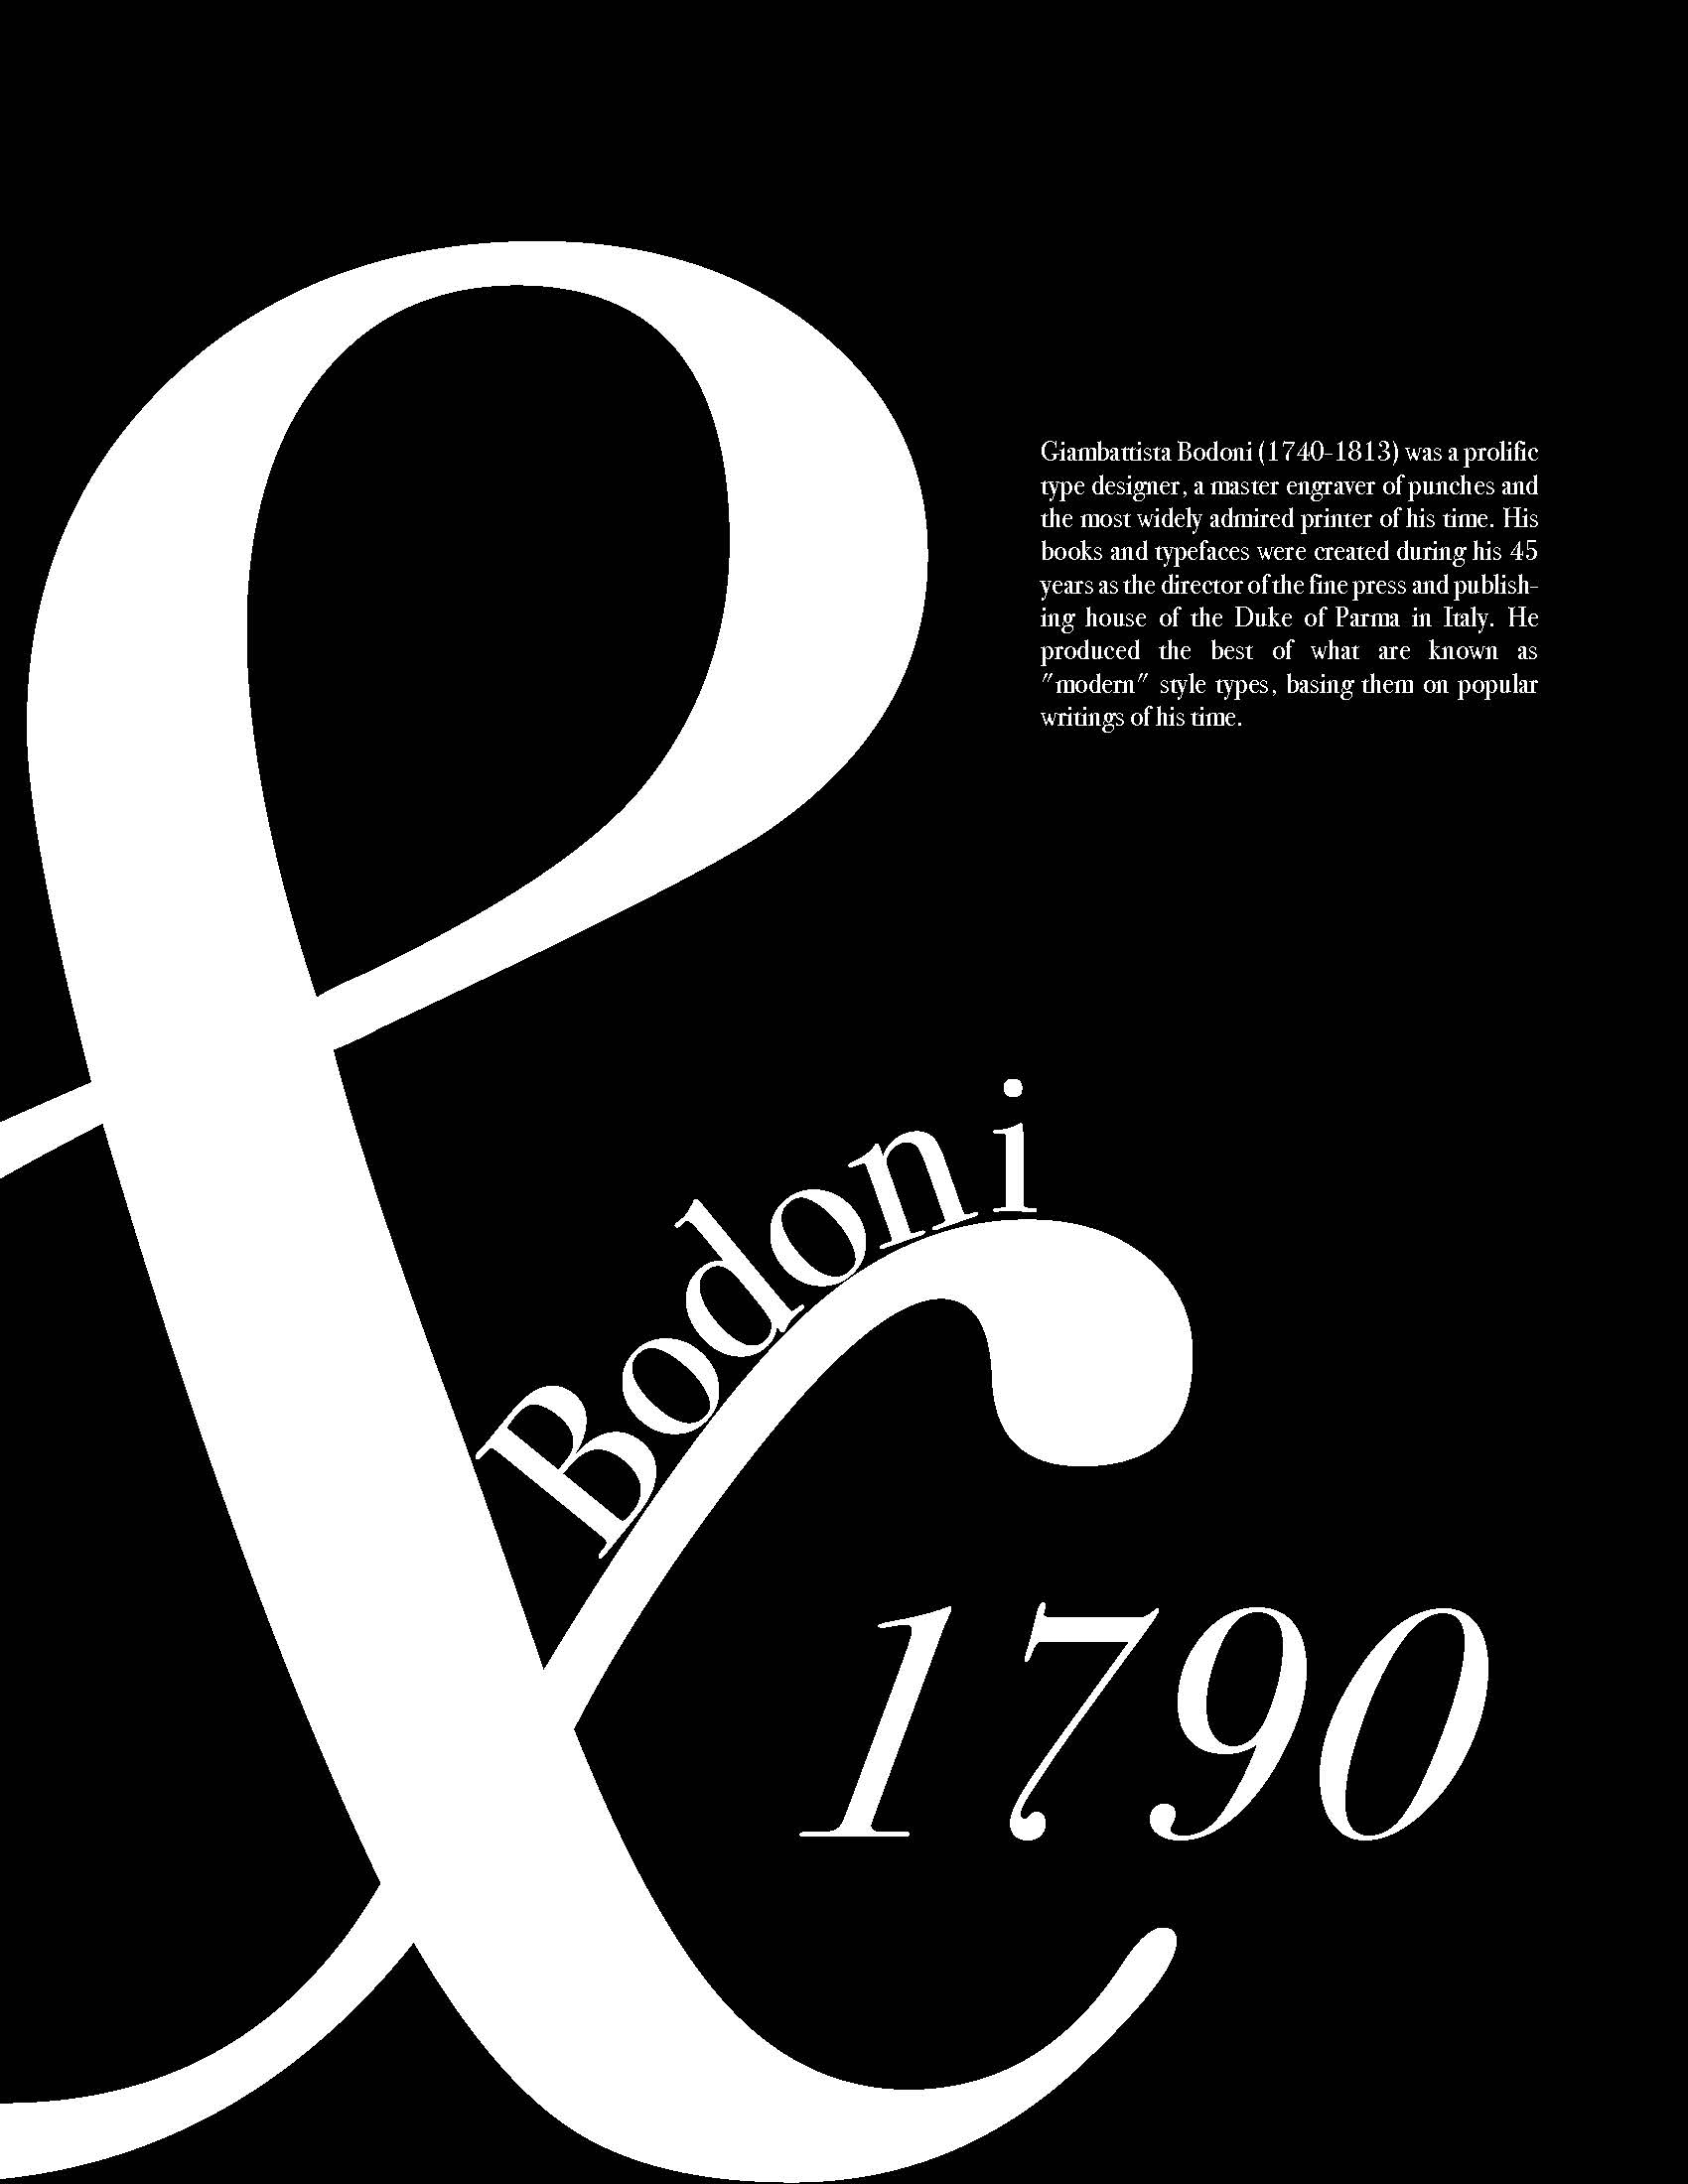 Giambattista Bodoni (1740-1813) was a prolific
type designer, a master engraver of punches and
the most widely admired printer of his time. His
books and typefaces were created during his 45
years as the director of the fine press and publish-
ing house of the Duke of Parma in Italy. He
produced the best of what are known as
"modern" style types, basing them on popular
writings of his time.
&
Bodoni
1790